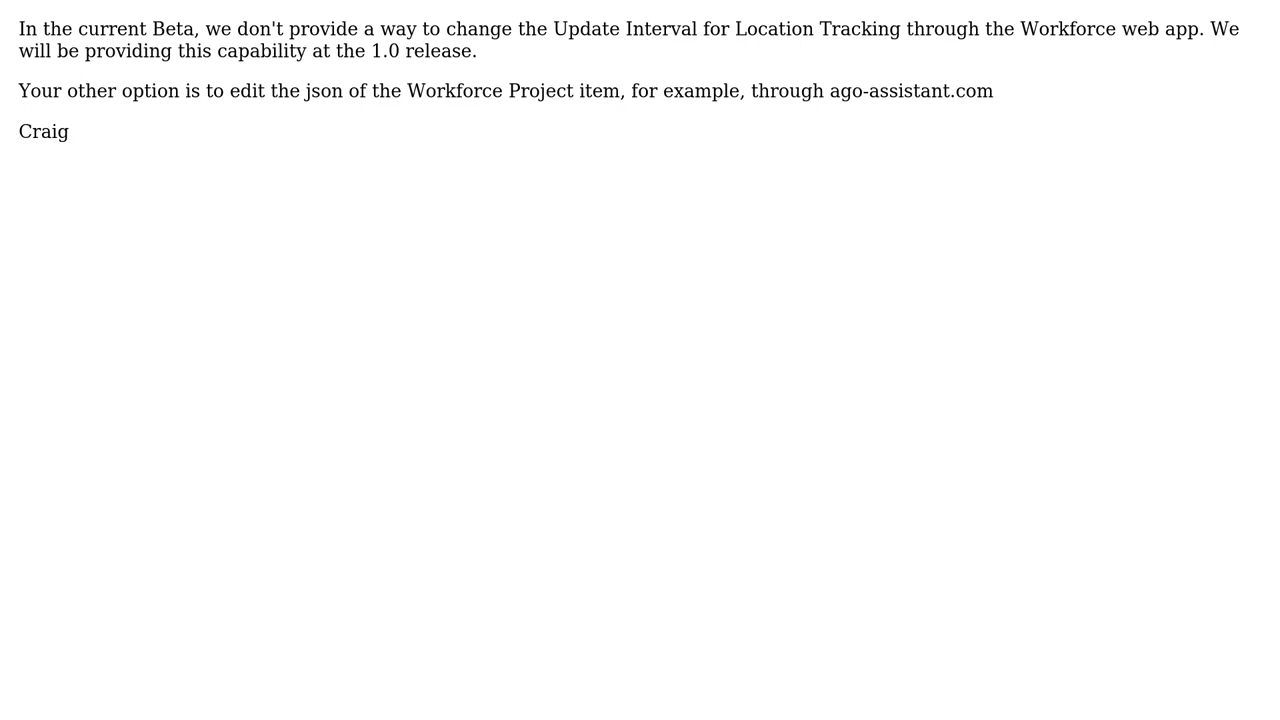 In the current Beta, we don't provide a way to change the Update Interval for Location Tracking through the Workforce web app. We
will be providing this capability at the 1.0 release.
Your other option is to edit the json of the Workforce Project item, for example, through ago-assistant.com
Craig